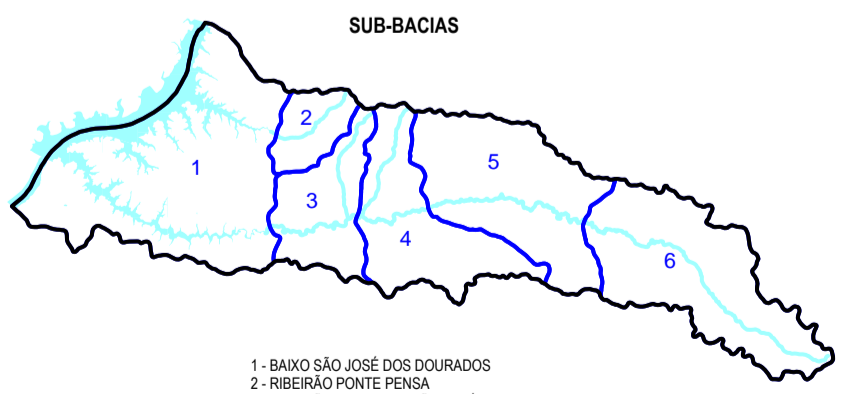 SUB-BACIAS
2
1
5
3
4
6
1 - BAIXO SÃO JOSÉ DOS DOURADOS
2 - RIBEIRÃO PONTE PENSA